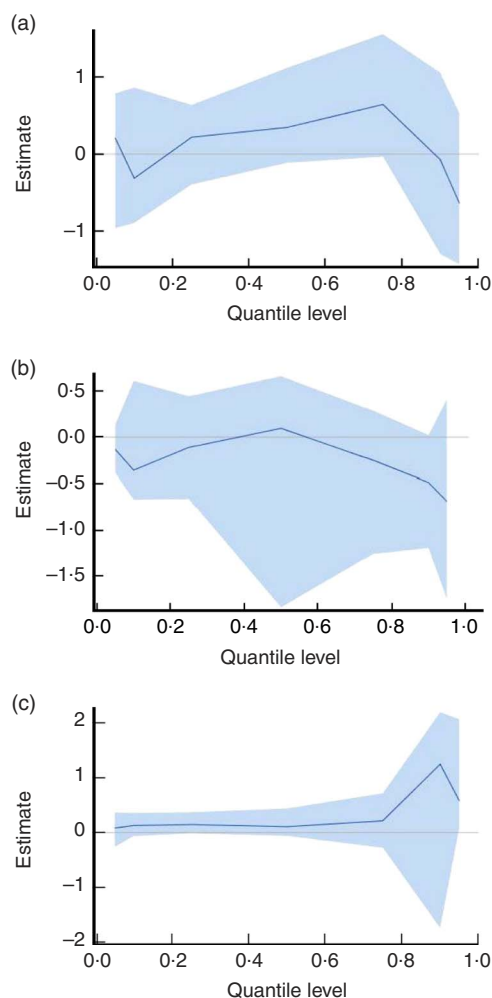 (a)
1
0
–1
Estimate
0·0 0·2 0·4 0·6 0·8 1·0
Quantile level
(b)
0·5
0·0
–0·5
–1·0
–1·5
Estimate
0·0 0·2 0·4 0·6 0·8 1·0
Quantile level
(c)
2
1
0
–1
–2
Estimate
0·0 0·2 0·4 0·6 0·8 1·0
Quantile level